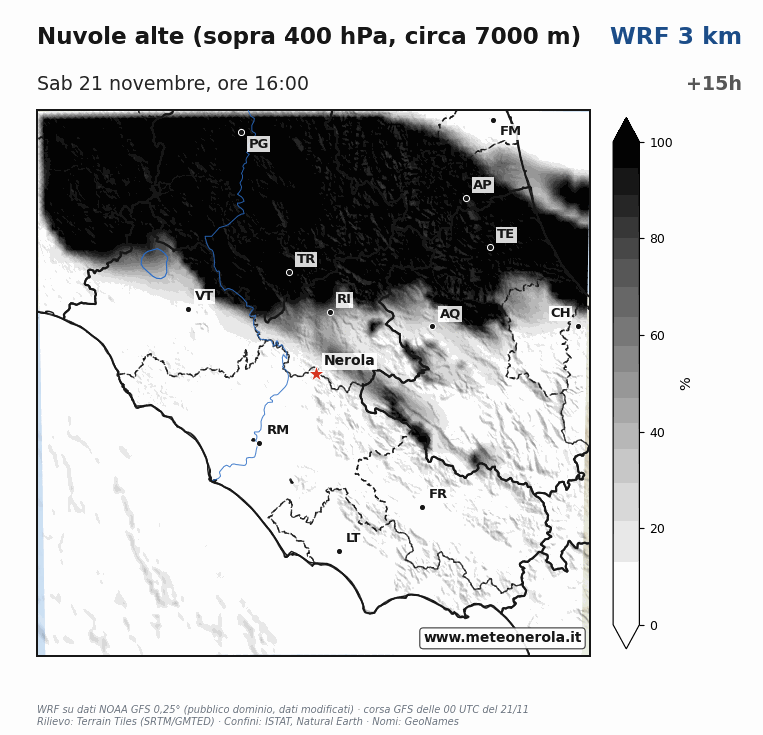 Nuvole alte (sopra 400 hPa, circa 7000 m) WRF 3 km
Sab 21 novembre, ore 16:00 +15h
FM
PG
AP
TE
TR
VT
RI
AQ
CH.
Nerola
RM
FR
LT
www.meteonerola.it
100
80
60
40
20
0
%
WRF su dati NOAA GFS 0,25° (pubblico dominio, dati modificati) · corsa GFS delle 00 UTC del 21/11
Rilievo: Terrain Tiles (SRTM/GMTED) · Confini: ISTAT, Natural Earth · Nomi: GeoNames